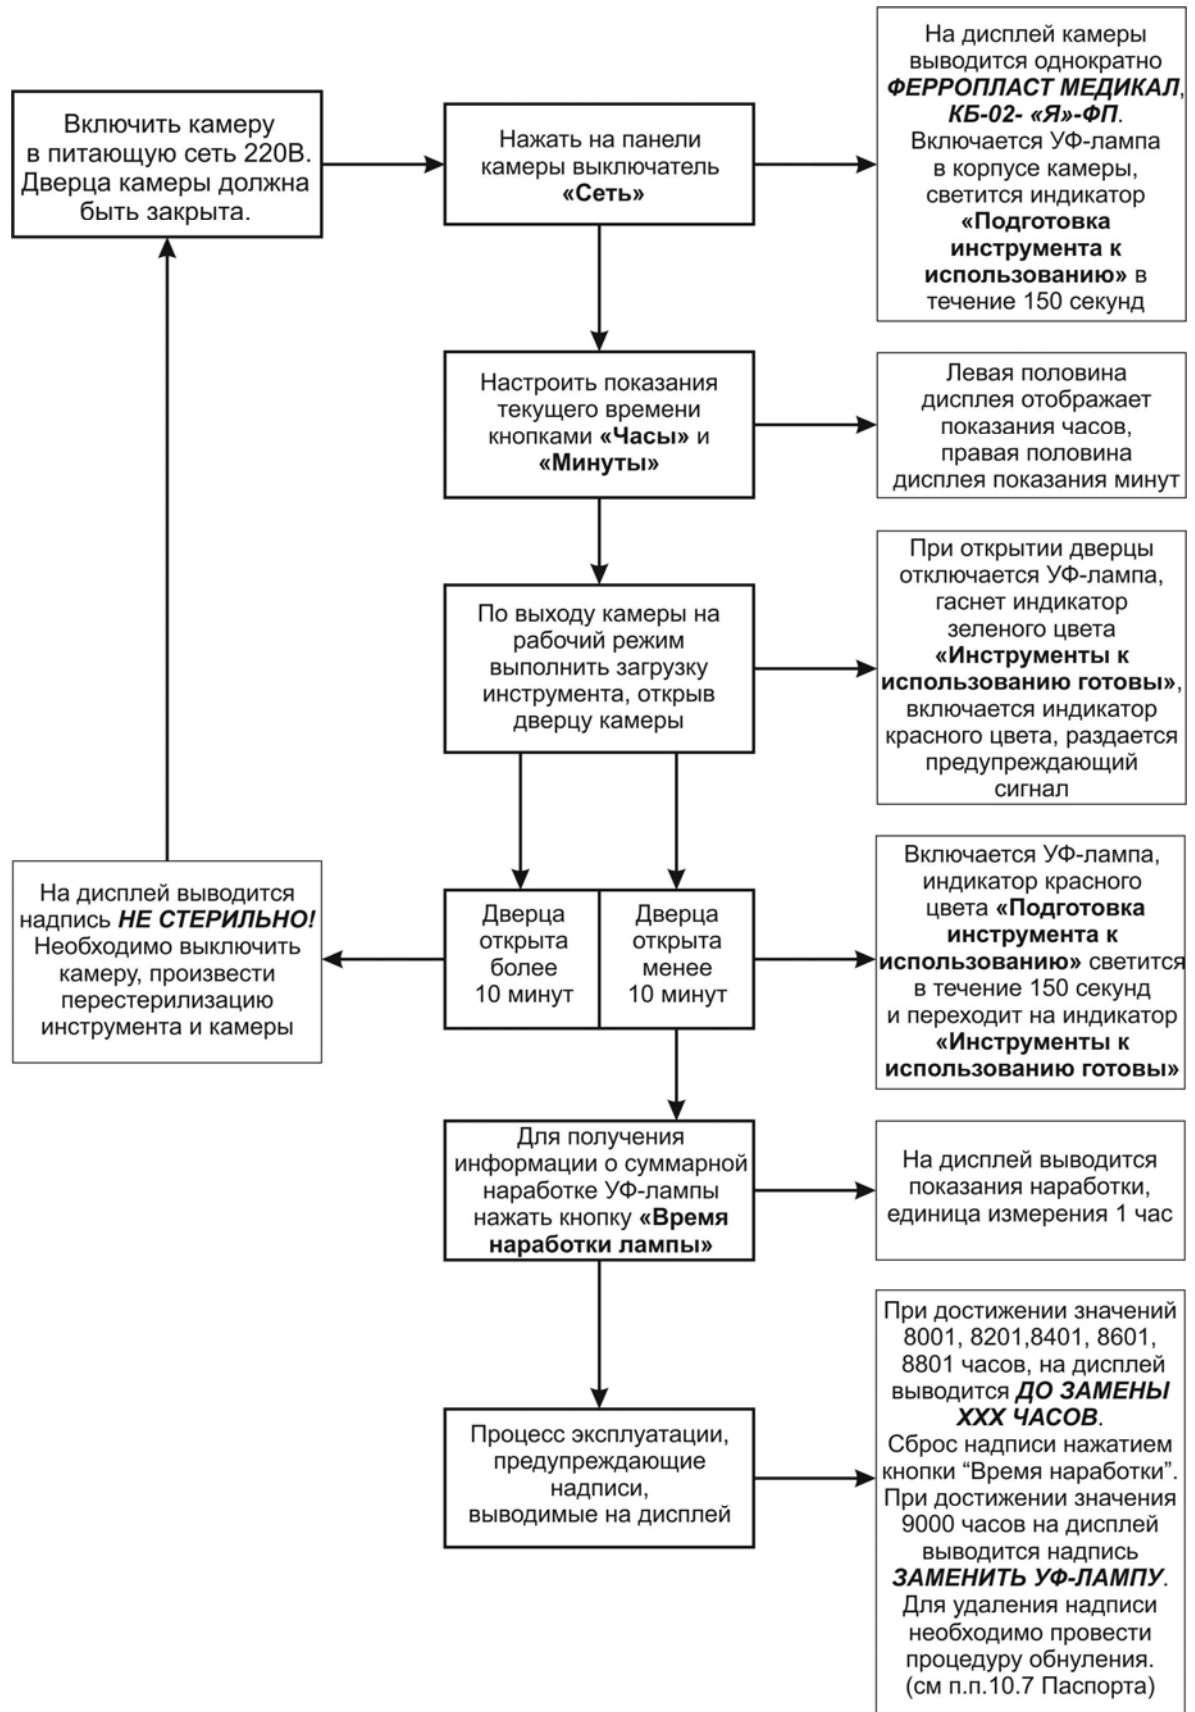 Включить камеру
в питающую сеть 220В.
Дверца камеры должна
быть закрыта.
Нажать на панели
камеры выключатель
«Сеть»
На дисплей камеры
выводится однократно
ФЕРРОПЛАСТ МЕДИКАЛ,
КБ-02- «Я»-ФП.
Включается УФ-лампа
в корпусе камеры,
светится индикатор
«Подготовка
инструмента к
использованию» в
течение 150 секунд
Настроить показания
текущего времени
кнопками «Часы» и
«Минуты»
Левая половина
дисплея отображает
показания часов,
правая половина
дисплея показания минут
По выходу камеры на
рабочий режим
выполнить загрузку
инструмента, открыв
дверцу камеры
При открытии дверцы
отключается УФ-лампа,
гаснет индикатор
зеленого цвета
«Инструменты к
использованию готовы»,
включается индикатор
красного цвета, раздается
предупреждающий
сигнал
На дисплей выводится
надпись НЕ СТЕРИЛЬНО!
Необходимо выключить
камеру, произвести
перестерилизацию
инструмента и камеры
Дверца
открыта
более
10 минут
Дверца
открыта
менее
10 минут
Включается УФ-лампа,
индикатор красного
цвета «Подготовка
инструмента к
использованию» светится
в течение 150 секунд
и переходит на индикатор
«Инструменты к
использованию готовы»
Для получения
информации о суммарной
наработке УФ-лампы
нажать кнопку «Время
наработки лампы»
На дисплей выводится
показания наработки,
единица измерения 1 час
Процесс эксплуатации,
предупреждающие
надписи,
выводимые на дисплей
При достижении значений
8001, 8201,8401, 8601,
8801 часов, на дисплей
выводится ДО ЗАМЕНЫ
ХХХ ЧАСОВ.
Сброс надписи нажатием
кнопки “Время наработки”.
При достижении значения
9000 часов на дисплей
выводится надпись
ЗАМЕНИТЬ УФ-ЛАМПУ.
Для удаления надписи
необходимо провести
процедуру обнуления.
(см п.п.10.7 Паспорта)